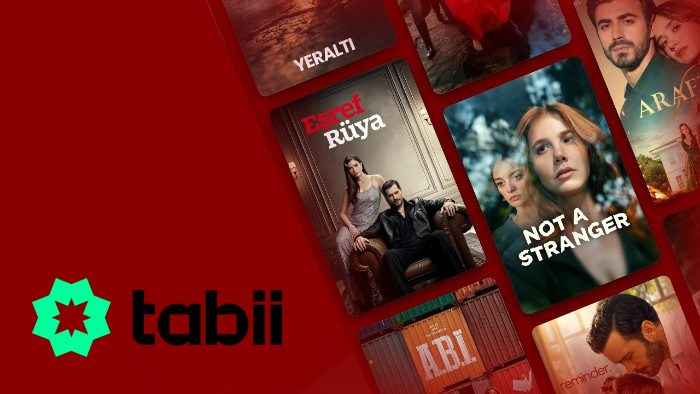 YERALTI
Eşref
Rüya
ARAF
NOT A
STRANGER
A.B.İ.
reminder.
tabii